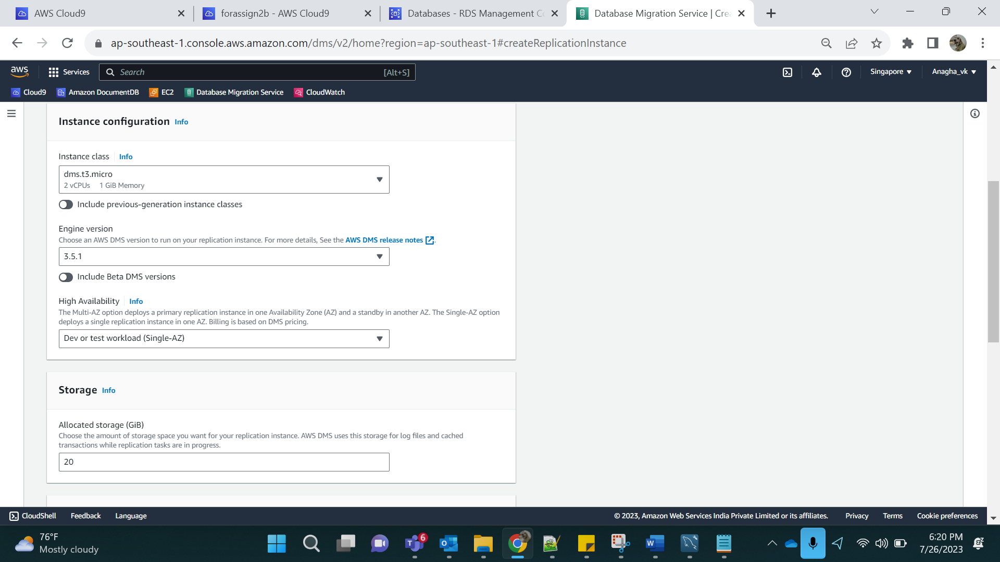 AWS Cloud9
forassign2b - AWS Cloud9
Databases - RDS Management Co
Database Migration Service | Crea
ap-southeast-1.console.aws.amazon.com/dms/v2/home?region=ap-southeast-1#createReplicationInstance
aws
Services
Search
[Alt+S]
Singapore
Anagha_vk
Cloud9
Amazon DocumentDB
EC2
Database Migration Service
CloudWatch
Instance configuration Info
Instance class Info
dms.t3.micro
2 vCPUs 1 GiB Memory
Include previous-generation instance classes
Engine version
Choose an AWS DMS version to run on your replication instance. For more details, See the AWS DMS release notes.
3.5.1
Include Beta DMS versions
High Availability Info
The Multi-AZ option deploys a primary replication instance in one Availability Zone (AZ) and a standby in another AZ. The Single-AZ option
deploys a single replication instance in one AZ. Billing is based on DMS pricing.
Dev or test workload (Single-AZ)
Storage Info
Allocated storage (GiB)
Choose the amount of storage space you want for your replication instance. AWS DMS uses this storage for log files and cached
transactions while replication tasks are in progress.
20
CloudShell
Feedback
Language
© 2023, Amazon Web Services India Private Limited or its affiliates.
Privacy
Terms
Cookie preferences
76°F
Mostly cloudy
6
6:20 PM
7/26/2023